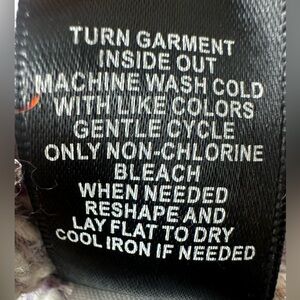 TURN GARMENT
INSIDE OUT
MACHINE WASH COLD
WITH LIKE COLORS
GENTLE CYCLE
ONLY NON-CHLORINE
BLEACH
WHEN NEEDED
RESHAPE AND
LAY FLAT TO DRY
COOL IRON IF NEEDED